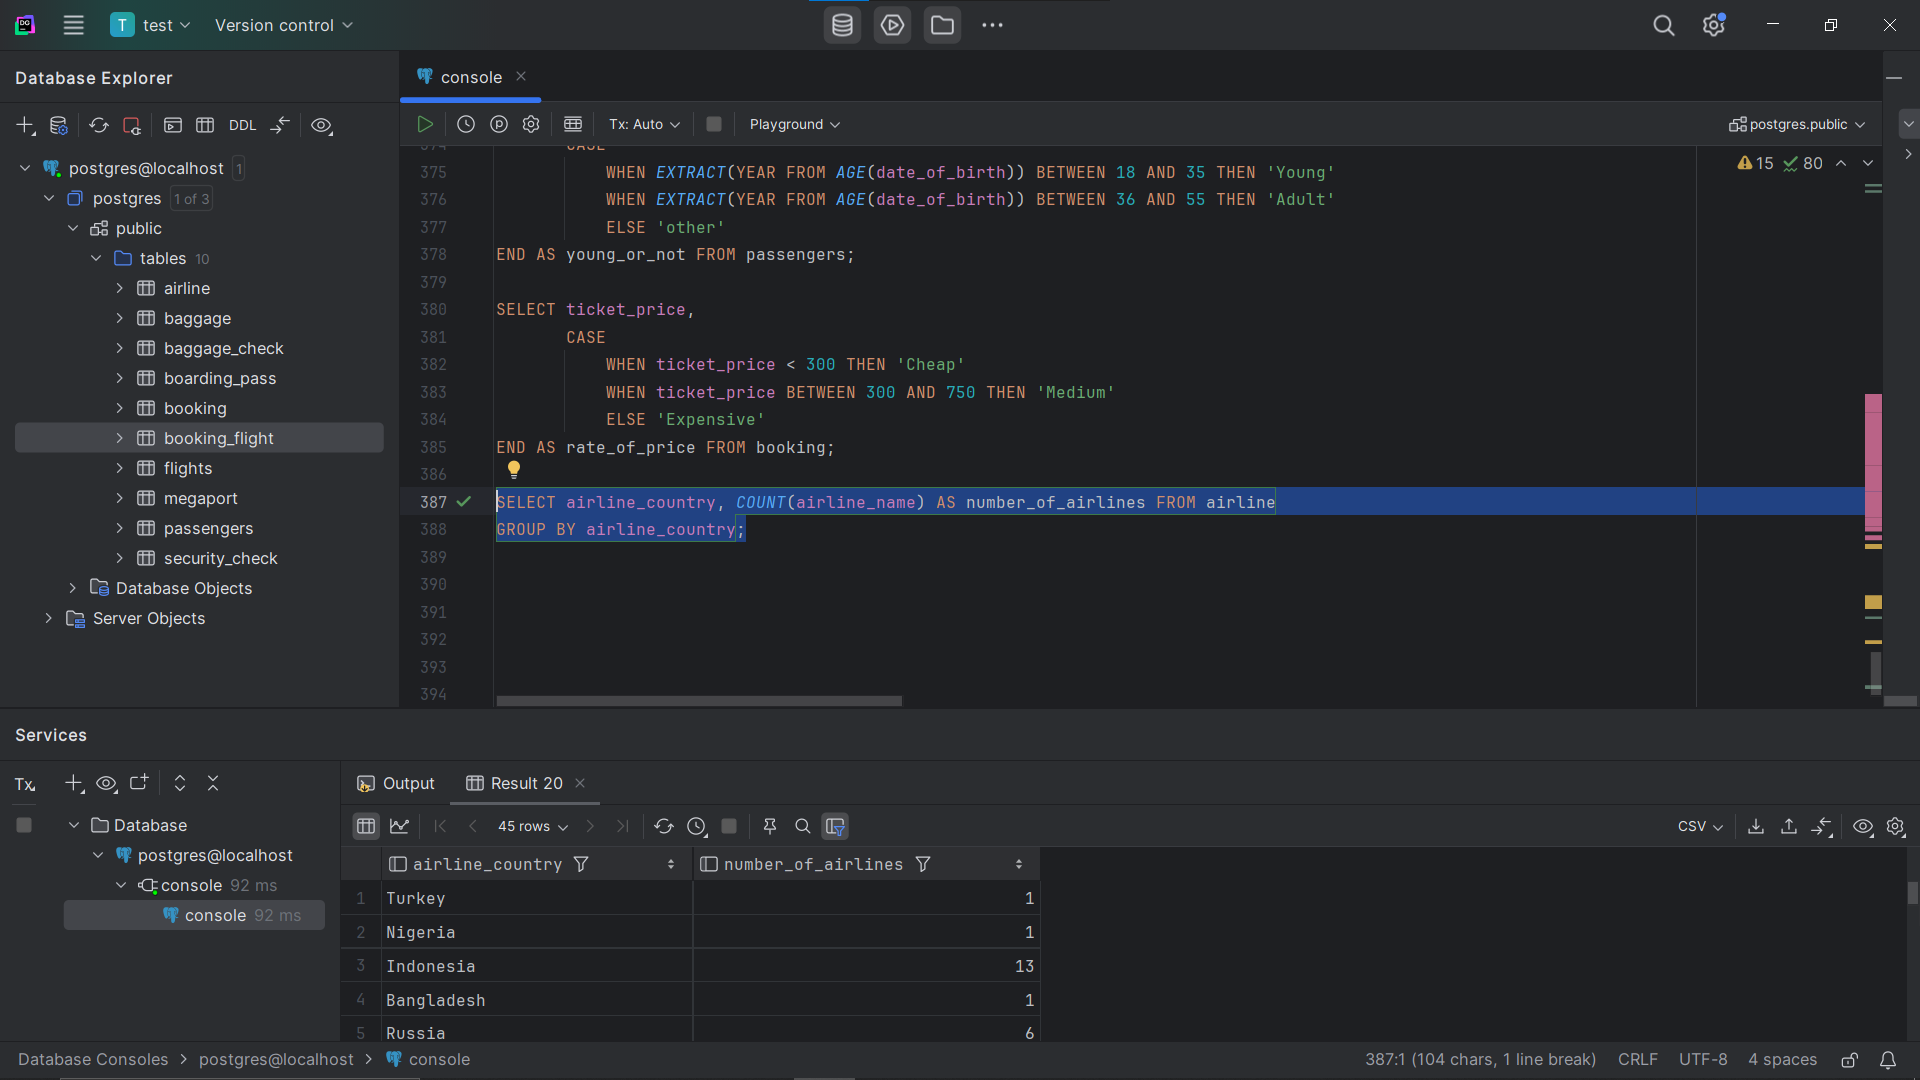 T test Version control
Database Explorer
console
DDL
Tx: Auto
Playground
postgres.public
postgres@localhost 1
postgres 1 of 3
public
tables 10
airline
baggage
baggage_check
boarding_pass
booking
booking_flight
flights
megaport
passengers
security_check
Database Objects
Server Objects
15 80
374 CASE
375 WHEN EXTRACT(YEAR FROM AGE(date_of_birth)) BETWEEN 18 AND 35 THEN 'Young'
376 WHEN EXTRACT(YEAR FROM AGE(date_of_birth)) BETWEEN 36 AND 55 THEN 'Adult'
377 ELSE 'other'
378 END AS young_or_not FROM passengers;
379
380 SELECT ticket_price,
381 CASE
382 WHEN ticket_price < 300 THEN 'Cheap'
383 WHEN ticket_price BETWEEN 300 AND 750 THEN 'Medium'
384 ELSE 'Expensive'
385 END AS rate_of_price FROM booking;
386
387 SELECT airline_country, COUNT(airline_name) AS number_of_airlines FROM airline
388 GROUP BY airline_country;
389
390
391
392
393
394
Services
Tx
Database
postgres@localhost
console 92 ms
console 92 ms
Output Result 20
45 rows
CSV
airline_country number_of_airlines
1 Turkey 1
2 Nigeria 1
3 Indonesia 13
4 Bangladesh 1
5 Russia 6
Database Consoles > postgres@localhost > console
387:1 (104 chars, 1 line break) CRLF UTF-8 4 spaces